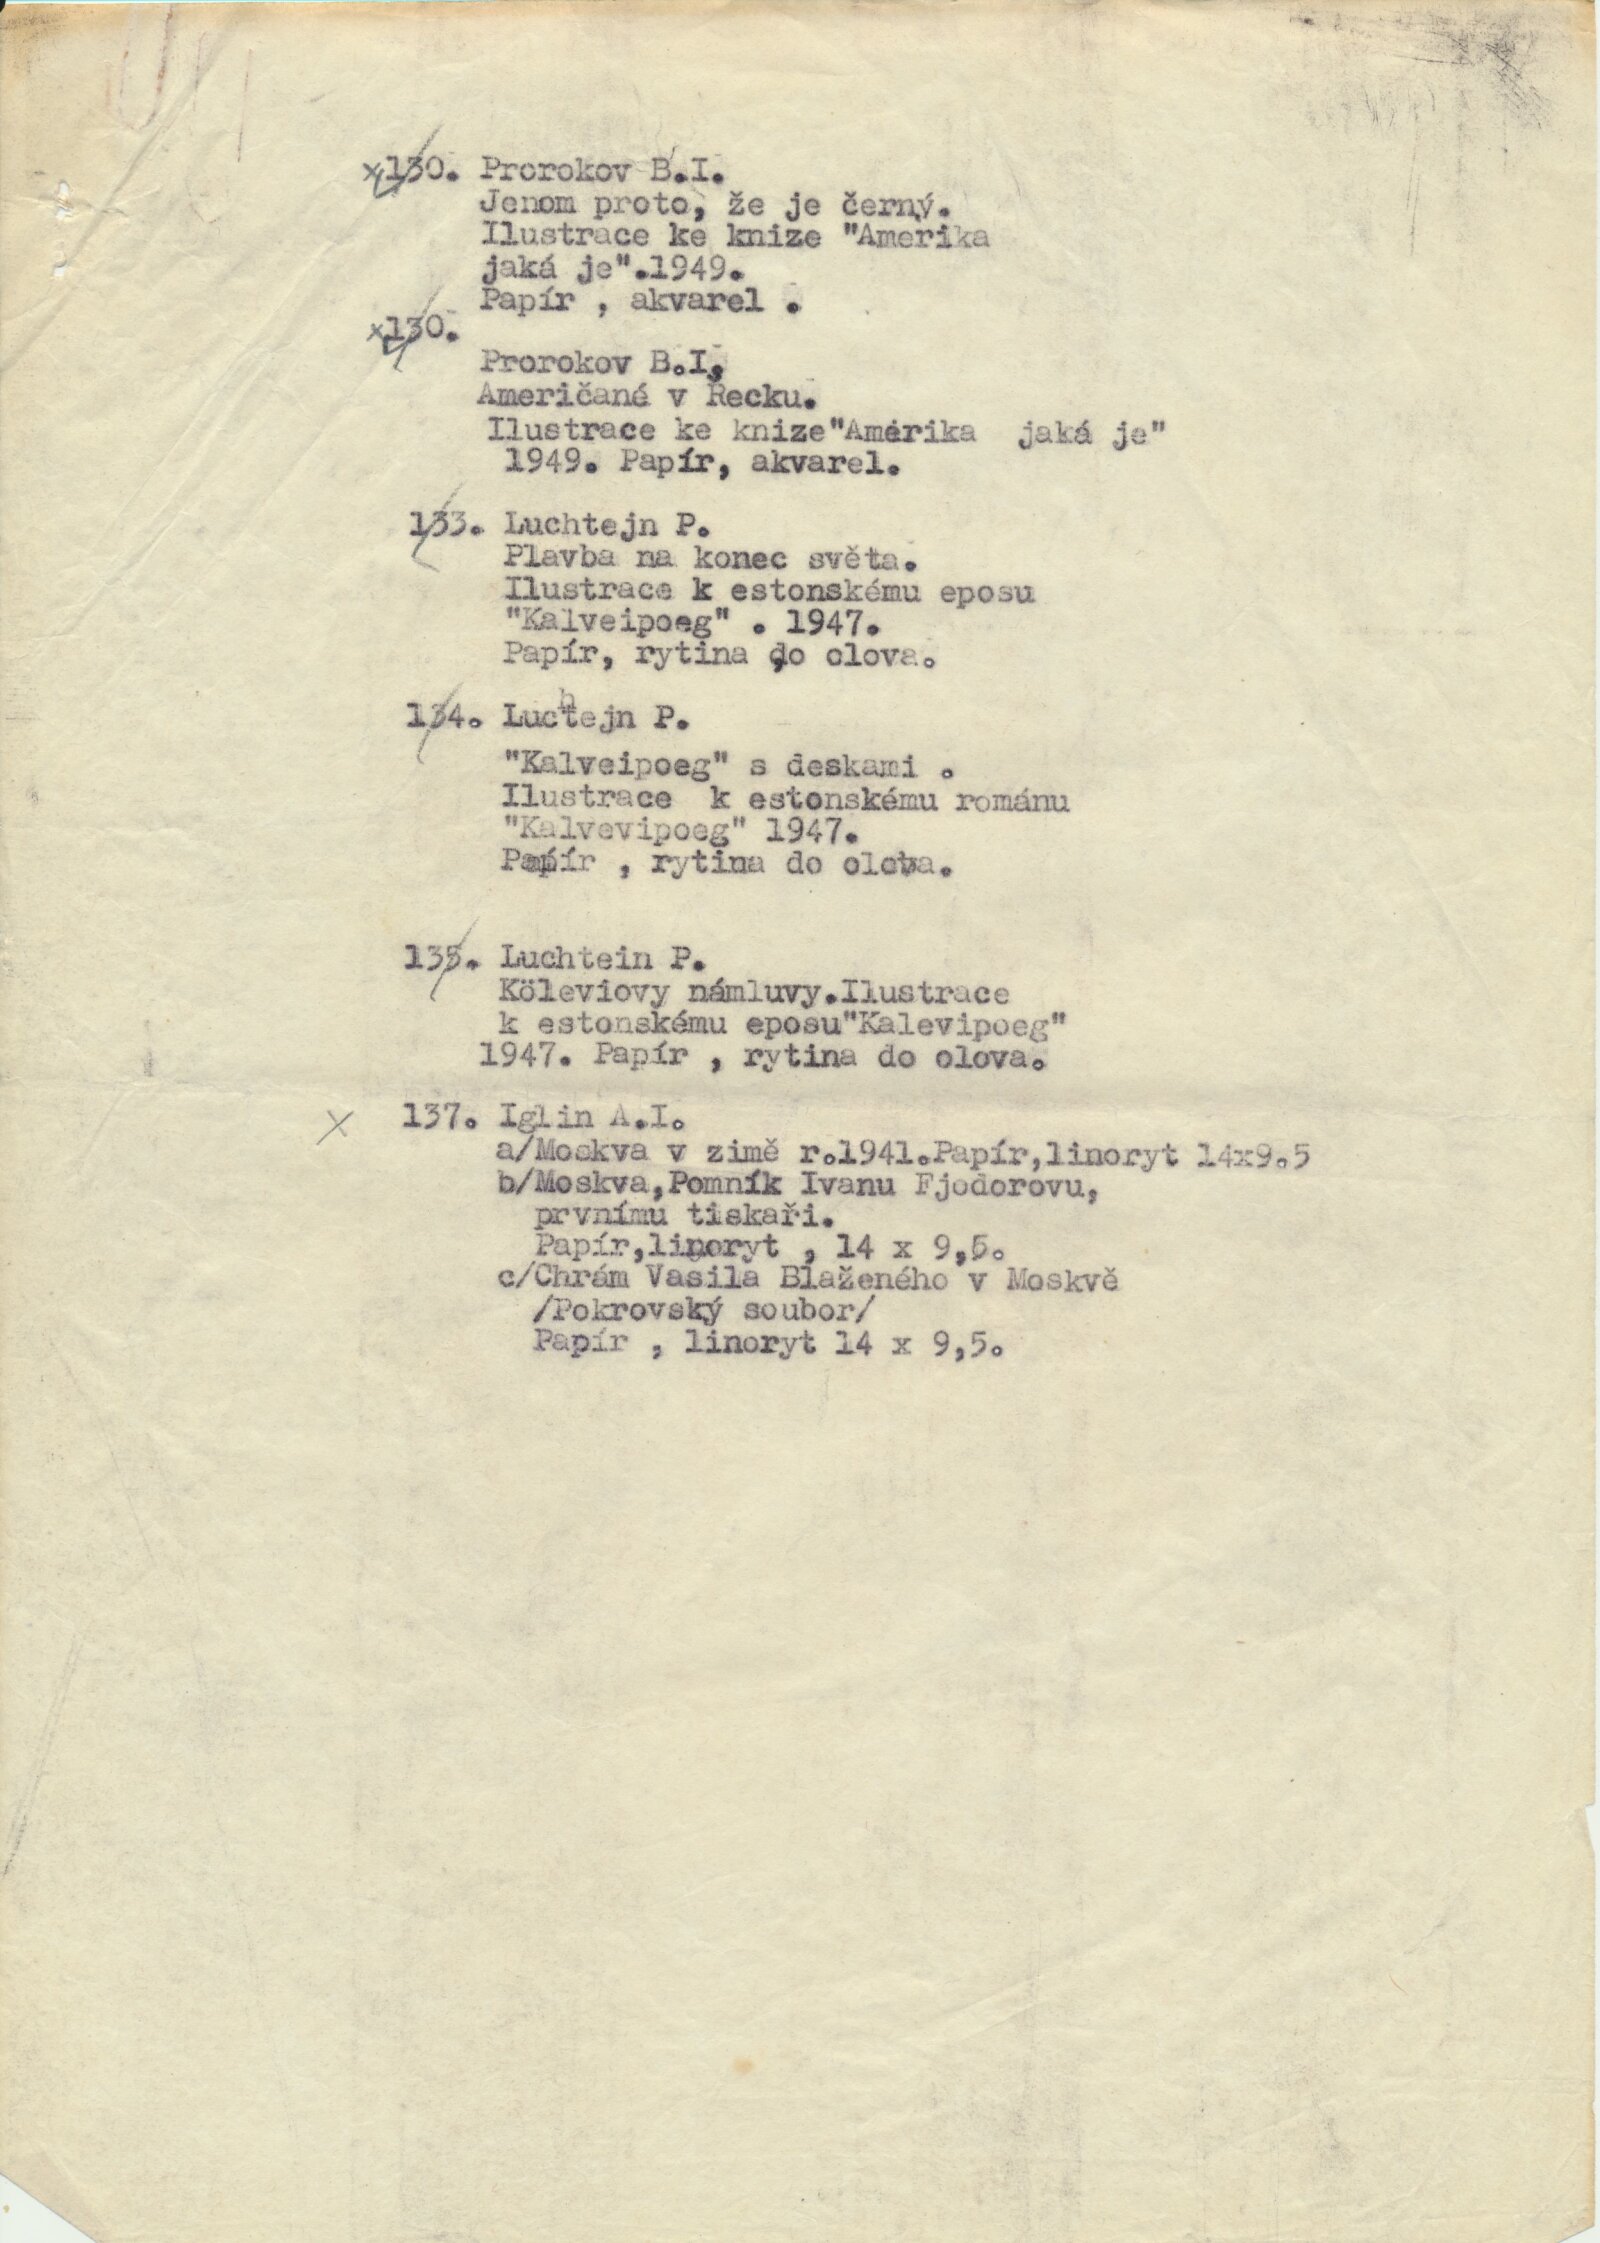 x130. Prorokov B.I.
Jenom proto, že je černý.
Ilustrace ke knize "Amerika
jaká je".1949.
Papír , akvarel .
x130.
Prorokov B.I.
Američané v Řecku.
Ilustrace ke knize"Amerika jaká je"
1949. Papír, akvarel.
133. Luchtejn P.
Plavba na konec světa.
Ilustrace k estonskému eposu
"Kalveipoeg" . 1947.
Papír, rytina do olova.
134. Luchtejn P.
"Kalveipoeg" s deskami .
Ilustrace k estonskému románu
"Kalvevipoeg" 1947.
Papír , rytina do olova.
135. Luchtein P.
Köleviovy námluvy.Ilustrace
k estonskému eposu"Kalevipoeg"
1947. Papír , rytina do olova.
x 137. Iglin A.I.
a/Moskva v zimě r.1941.Papír,linoryt 14x9.5
b/Moskva,Pomník Ivanu Fjodorovu,
prvnímu tiskaři.
Papír,linoryt , 14 x 9,5.
c/Chrám Vasila Blaženého v Moskvě
/Pokrovský soubor/
Papír , linoryt 14 x 9,5.